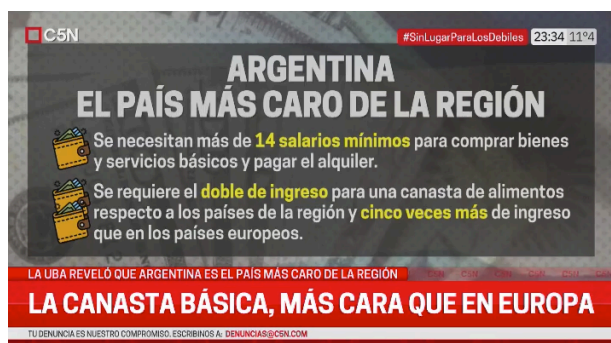 C5N
#SinLugarParaLosDebiles 23:34 11°4
ARGENTINA
EL PAÍS MÁS CARO DE LA REGIÓN
Se necesitan más de 14 salarios mínimos para comprar bienes
y servicios básicos y pagar el alquiler.
Se requiere el doble de ingreso para una canasta de alimentos
respecto a los países de la región y cinco veces más de ingreso
que en los países europeos.
LA UBA REVELÓ QUE ARGENTINA ES EL PAÍS MÁS CARO DE LA REGIÓN
LA CANASTA BÁSICA, MÁS CARA QUE EN EUROPA
TU DENUNCIA ES NUESTRO COMPROMISO. ESCRIBINOS A: DENUNCIAS@C5N.COM